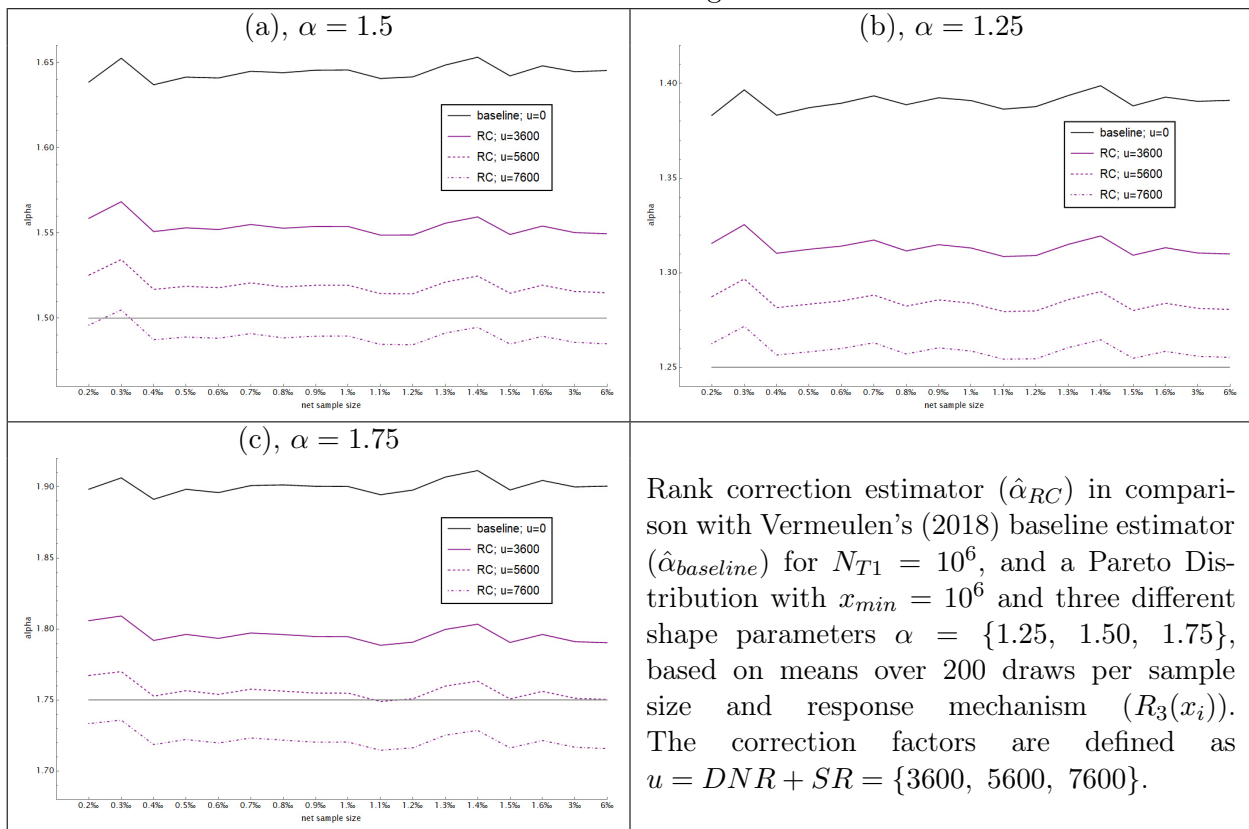 (a), α = 1.5
1.65
1.60
1.55
1.50
alpha
baseline; u=0
RC; u=3600
RC; u=5600
RC; u=7600
0.2‰ 0.3‰ 0.4‰ 0.5‰ 0.6‰ 0.7‰ 0.8‰ 0.9‰ 1.‰ 1.1‰ 1.2‰ 1.3‰ 1.4‰ 1.5‰ 1.6‰ 3‰ 6‰
net sample size
(b), α = 1.25
1.40
1.35
1.30
1.25
alpha
baseline; u=0
RC; u=3600
RC; u=5600
RC; u=7600
0.2‰ 0.3‰ 0.4‰ 0.5‰ 0.6‰ 0.7‰ 0.8‰ 0.9‰ 1.‰ 1.1‰ 1.2‰ 1.3‰ 1.4‰ 1.5‰ 1.6‰ 3‰ 6‰
net sample size
(c), α = 1.75
1.90
1.85
1.80
1.75
1.70
alpha
baseline; u=0
RC; u=3600
RC; u=5600
RC; u=7600
0.2‰ 0.3‰ 0.4‰ 0.5‰ 0.6‰ 0.7‰ 0.8‰ 0.9‰ 1.‰ 1.1‰ 1.2‰ 1.3‰ 1.4‰ 1.5‰ 1.6‰ 3‰ 6‰
net sample size
Rank correction estimator (α̂_RC) in compari-
son with Vermeulen's (2018) baseline estimator
(α̂_baseline) for N_T1 = 10^6, and a Pareto Dis-
tribution with x_min = 10^6 and three different
shape parameters α = {1.25, 1.50, 1.75},
based on means over 200 draws per sample
size and response mechanism (R_3(x_i)).
The correction factors are defined as
u = DNR + SR = {3600, 5600, 7600}.